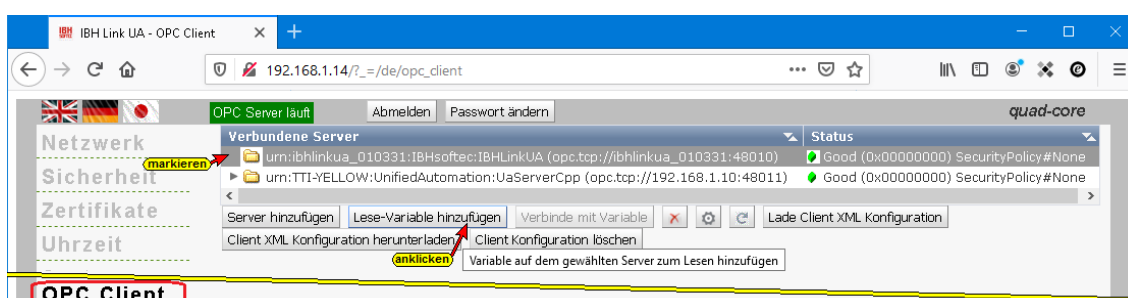 IBH Link UA - OPC Client
192.168.1.14/?_=/de/opc_client
OPC Server läuft Abmelden Passwort ändern quad-core
Netzwerk
Verbundene Server Status
markieren urn:ibhlinkua_010331:IBHsoftec:IBHLinkUA (opc.tcp://ibhlinkua_010331:48010) Good (0x00000000) SecurityPolicy#None
Sicherheit
urn:TTI-YELLOW:UnifiedAutomation:UaServerCpp (opc.tcp://192.168.1.10:48011) Good (0x00000000) SecurityPolicy#None
Zertifikate
Server hinzufügen Lese-Variable hinzufügen Verbinde mit Variable Lade Client XML Konfiguration
Uhrzeit
Client XML Konfiguration herunterladen Client Konfiguration löschen
anklicken Variable auf dem gewählten Server zum Lesen hinzufügen
OPC Client